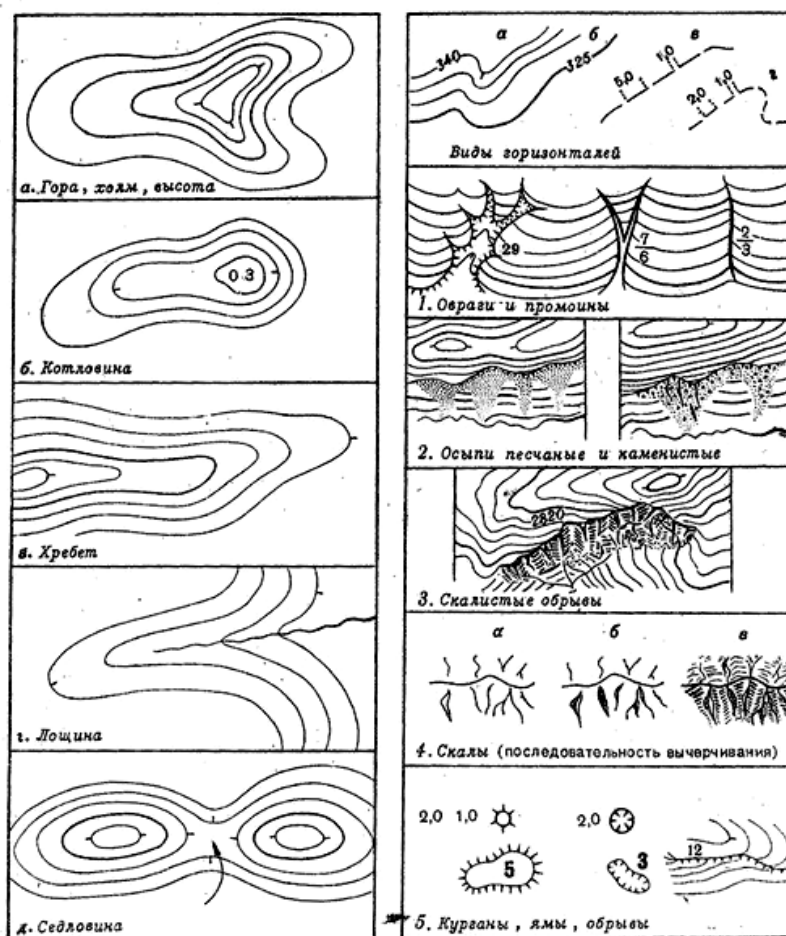 а. Гора, холм, высота
0.3
б. Котловина
в. Хребет
г. Лощина
д. Седловина
а б в г
340 325
5,0 1,0
2,0 1,0
Виды горизонталей
29 7/6 2/3
1. Овраги и промоины
2. Осыпи песчаные и каменистые
2820
3. Скалистые обрывы
а б в
4. Скалы (последовательность вычерчивания)
2,0 1,0 2,0
5 3 12
5. Курганы, ямы, обрывы